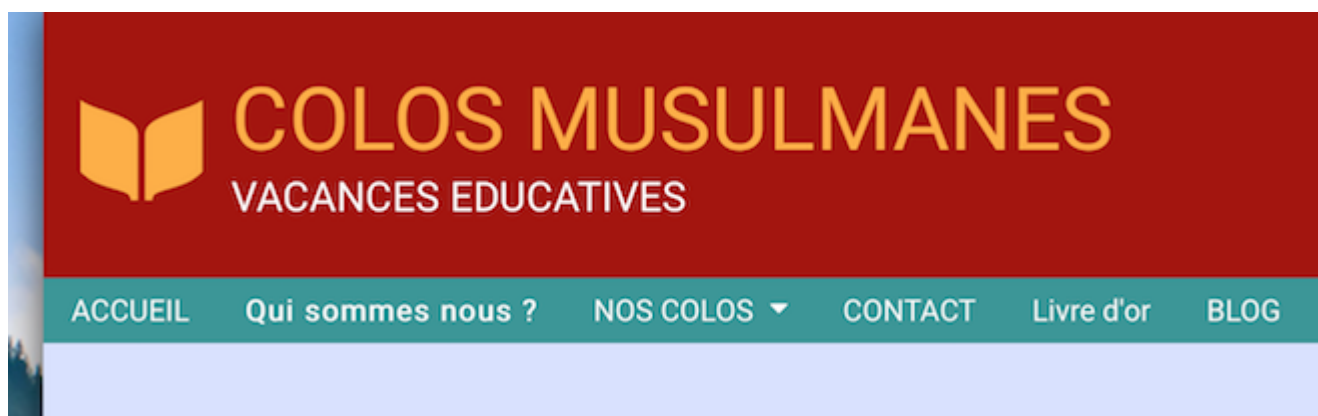 COLOS MUSULMANES
VACANCES EDUCATIVES
ACCUEIL Qui sommes nous ? NOS COLOS CONTACT Livre d'or BLOG